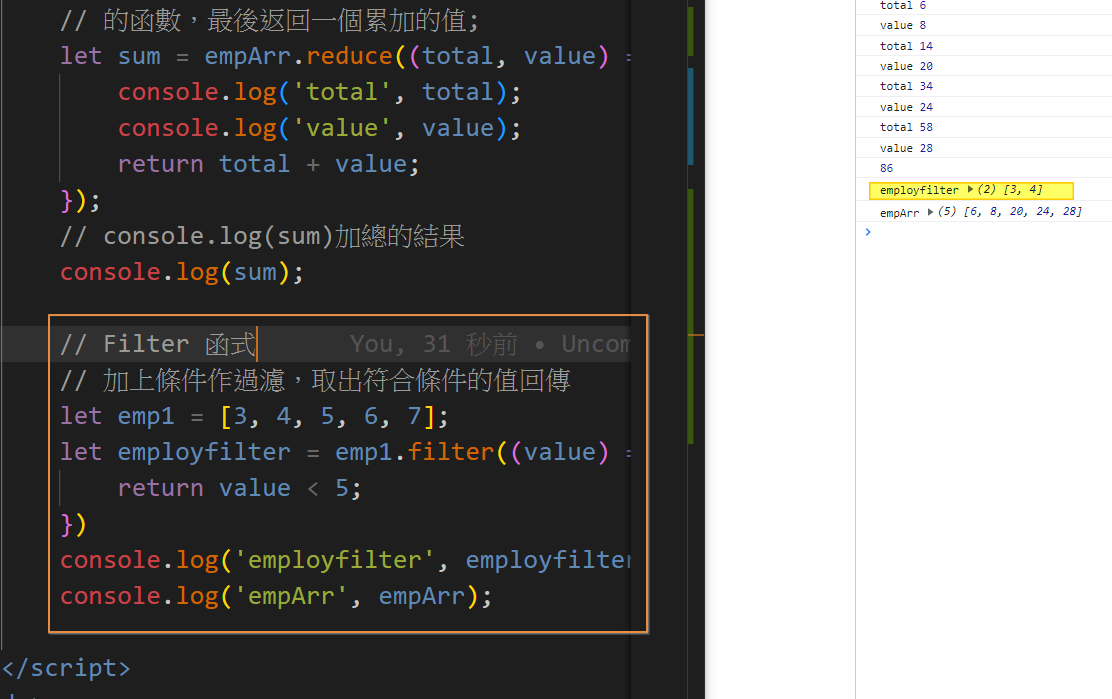 // 的函數，最後返回一個累加的值;
let sum = empArr.reduce((total, value) =
console.log('total', total);
console.log('value', value);
return total + value;
});
// console.log(sum)加總的結果
console.log(sum);
// Filter 函式 You, 31 秒前 • Uncom
// 加上條件作過濾，取出符合條件的值回傳
let emp1 = [3, 4, 5, 6, 7];
let employfilter = emp1.filter((value) =
return value < 5;
})
console.log('employfilter', employfilter
console.log('empArr', empArr);
</script>
total 6
value 8
total 14
value 20
total 34
value 24
total 58
value 28
86
employfilter ▶ (2) [3, 4]
empArr ▶ (5) [6, 8, 20, 24, 28]
>